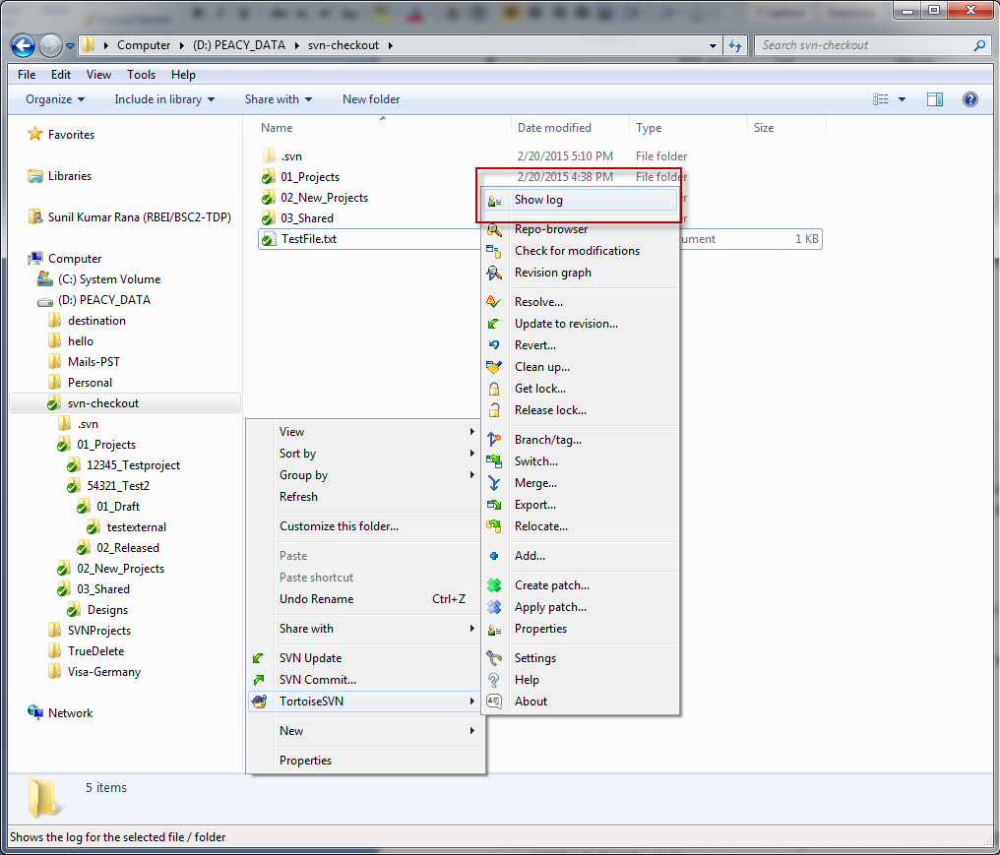 Computer (D:) PEACY_DATA svn-checkout
Search svn-checkout
File Edit View Tools Help
Organize Include in library Share with New folder
Favorites
Libraries
Sunil Kumar Rana (RBEI/BSC2-TDP)
Computer
(C:) System Volume
(D:) PEACY_DATA
destination
hello
Mails-PST
Personal
svn-checkout
.svn
01_Projects
12345_Testproject
54321_Test2
01_Draft
testexternal
02_Released
02_New_Projects
03_Shared
Designs
SVNProjects
TrueDelete
Visa-Germany
Network
Name Date modified Type Size
.svn 2/20/2015 5:10 PM File folder
01_Projects 2/20/2015 4:38 PM File folder
02_New_Projects
03_Shared
TestFile.txt 1 KB
View
Sort by
Group by
Refresh
Customize this folder...
Paste
Paste shortcut
Undo Rename Ctrl+Z
Share with
SVN Update
SVN Commit...
TortoiseSVN
New
Properties
Show log
Repo-browser
Check for modifications
Revision graph
Resolve...
Update to revision...
Revert...
Clean up...
Get lock...
Release lock...
Branch/tag...
Switch...
Merge...
Export...
Relocate...
Add...
Create patch...
Apply patch...
Properties
Settings
Help
About
5 items
Shows the log for the selected file / folder